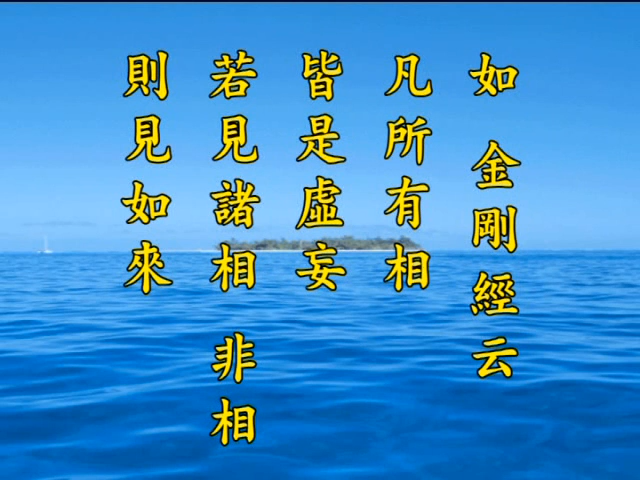 如 金剛經云
凡所有相
皆是虛妄
若見諸相 非相
則見如來